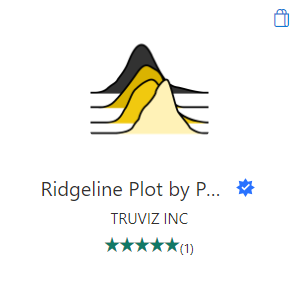 Ridgeline Plot by P...
TRUVIZ INC
(1)